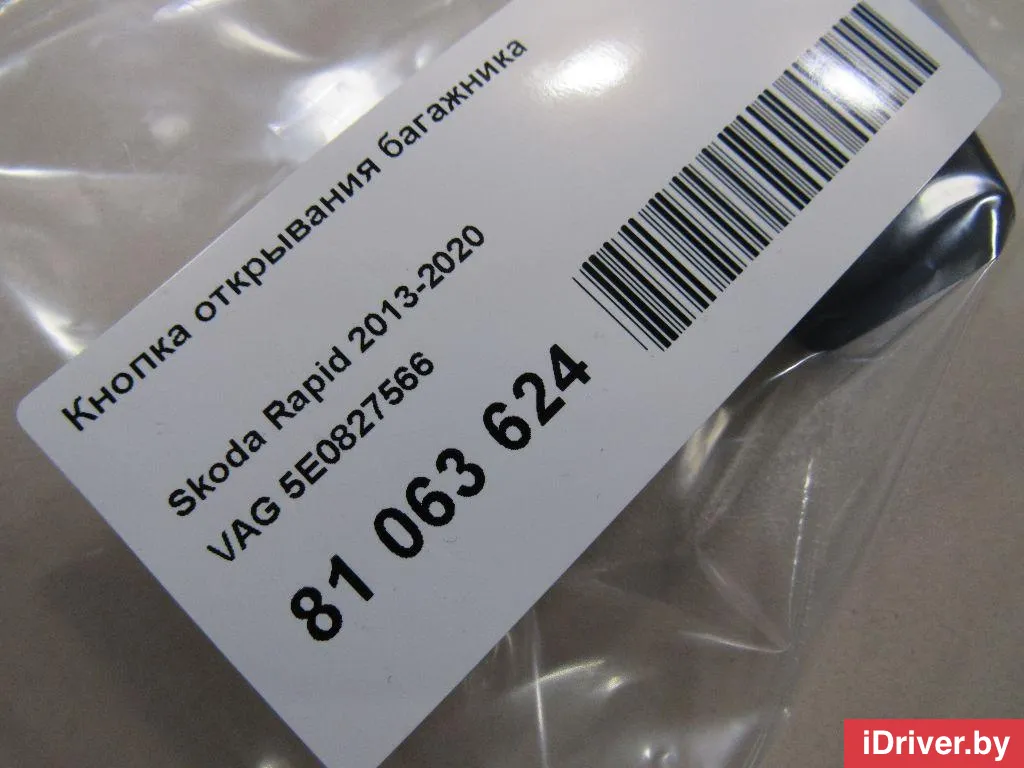 Кнопка открывания багажника
Skoda Rapid 2013-2020
VAG 5E0827566
81 063 624
iDriver.by